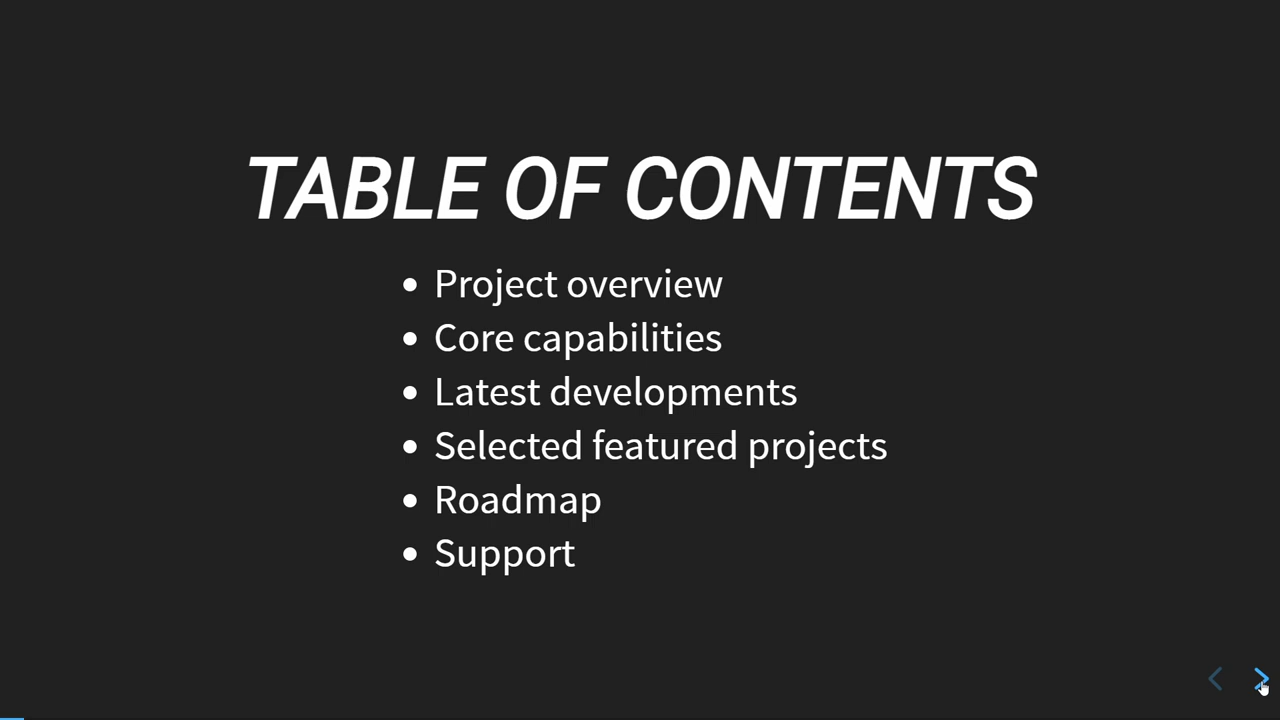 TABLE OF CONTENTS
Project overview
Core capabilities
Latest developments
Selected featured projects
Roadmap
Support